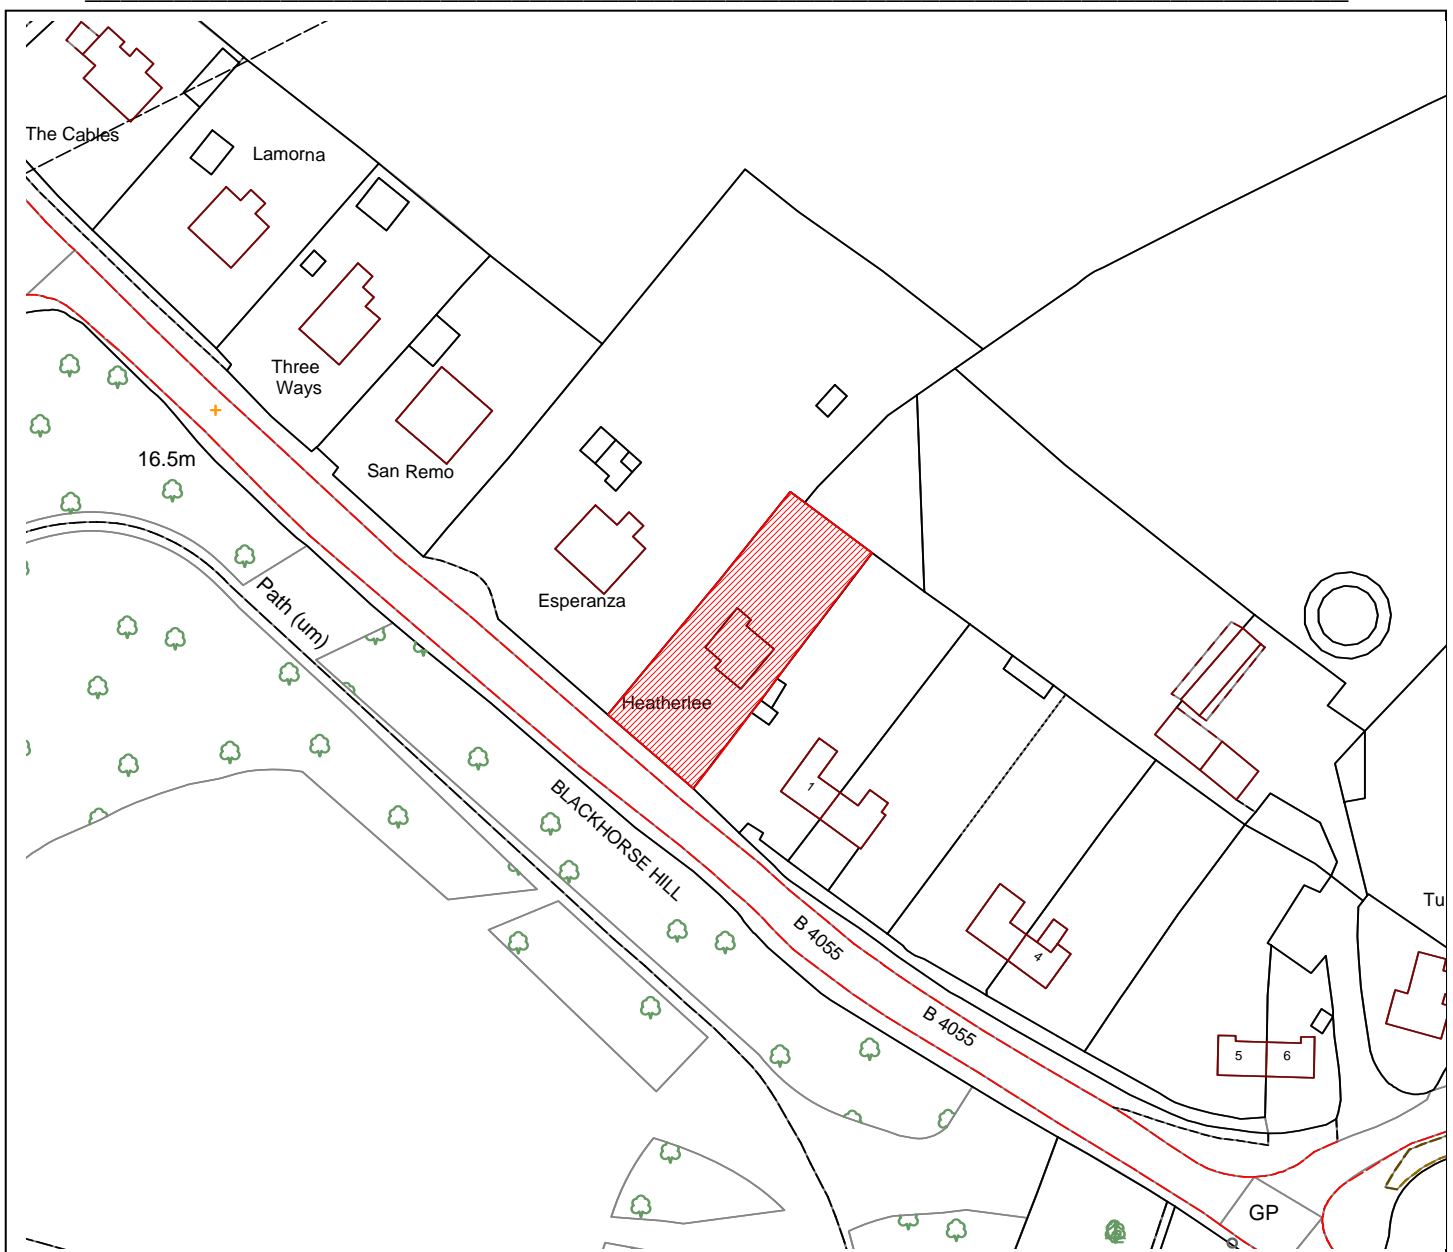 The Cables
Lamorna
Three
Ways
16.5m
San Remo
Path (um)
Esperanza
Heatherlee
1
BLACKHORSE HILL
B 4055
4
B 4055
5
6
Tu
GP